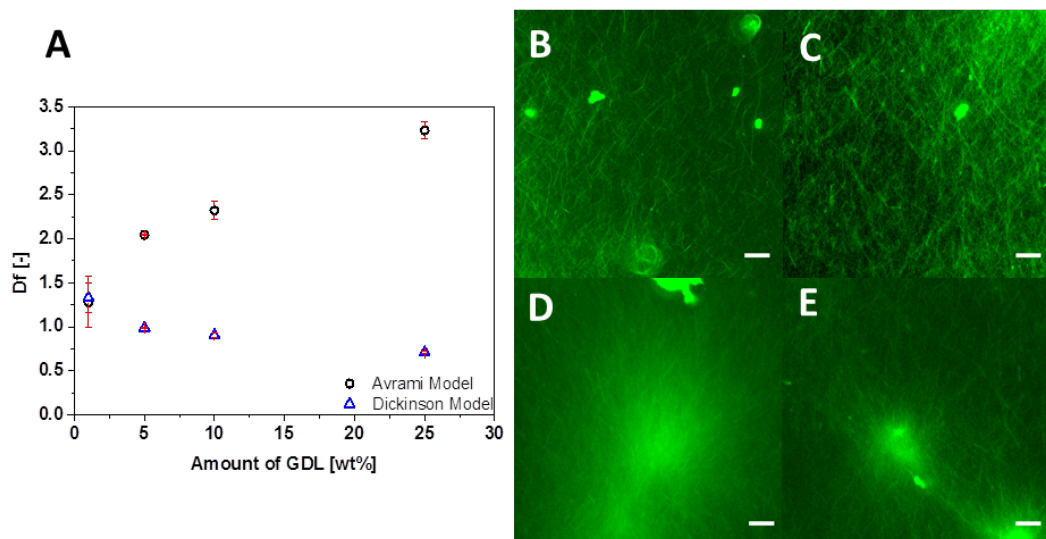 A
B
C
3.5
3.0
2.5
2.0
1.5
1.0
0.5
0.0
Df [-]
Avrami Model
Dickinson Model
0 5 10 15 20 25 30
Amount of GDL [wt%]
D
E